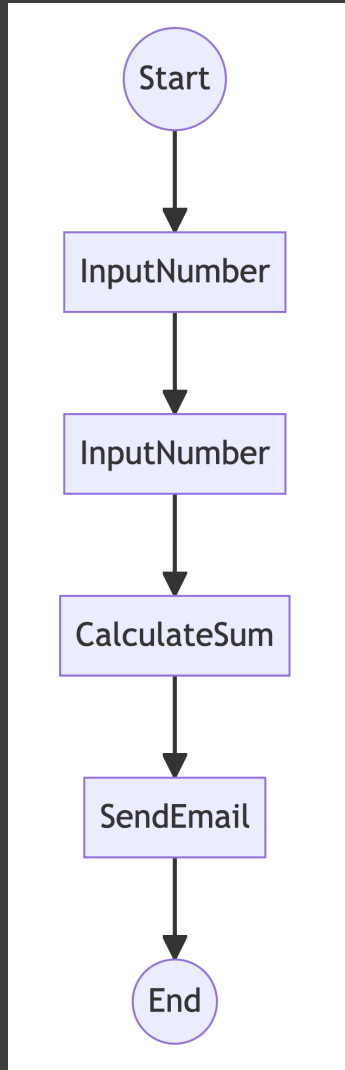 Start
InputNumber
InputNumber
CalculateSum
SendEmail
End